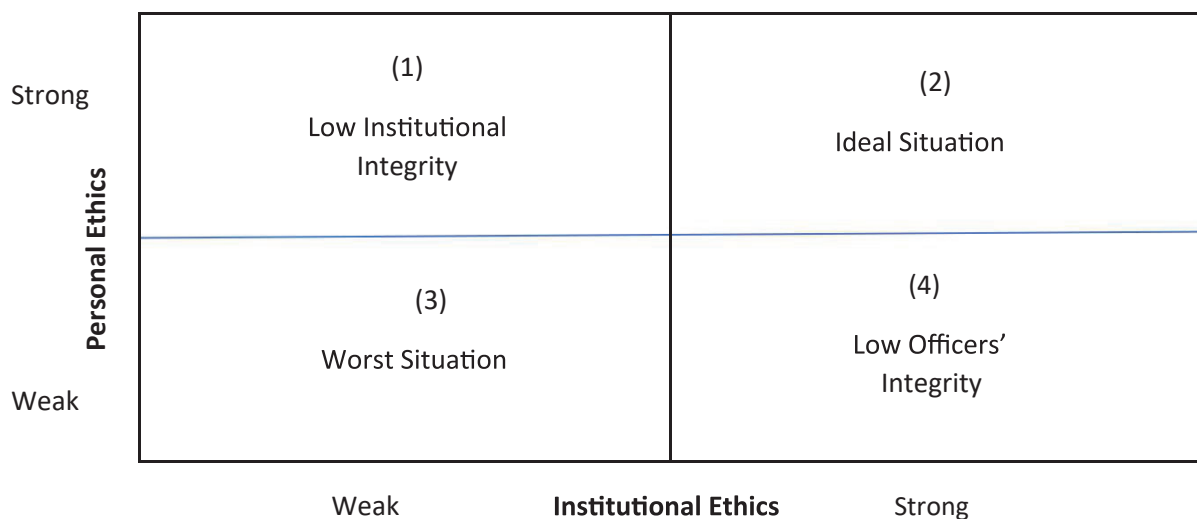 Strong
Personal Ethics
Weak
(1)
Low Institutional
Integrity
(2)
Ideal Situation
(3)
Worst Situation
(4)
Low Officers’
Integrity
Weak
Institutional Ethics
Strong